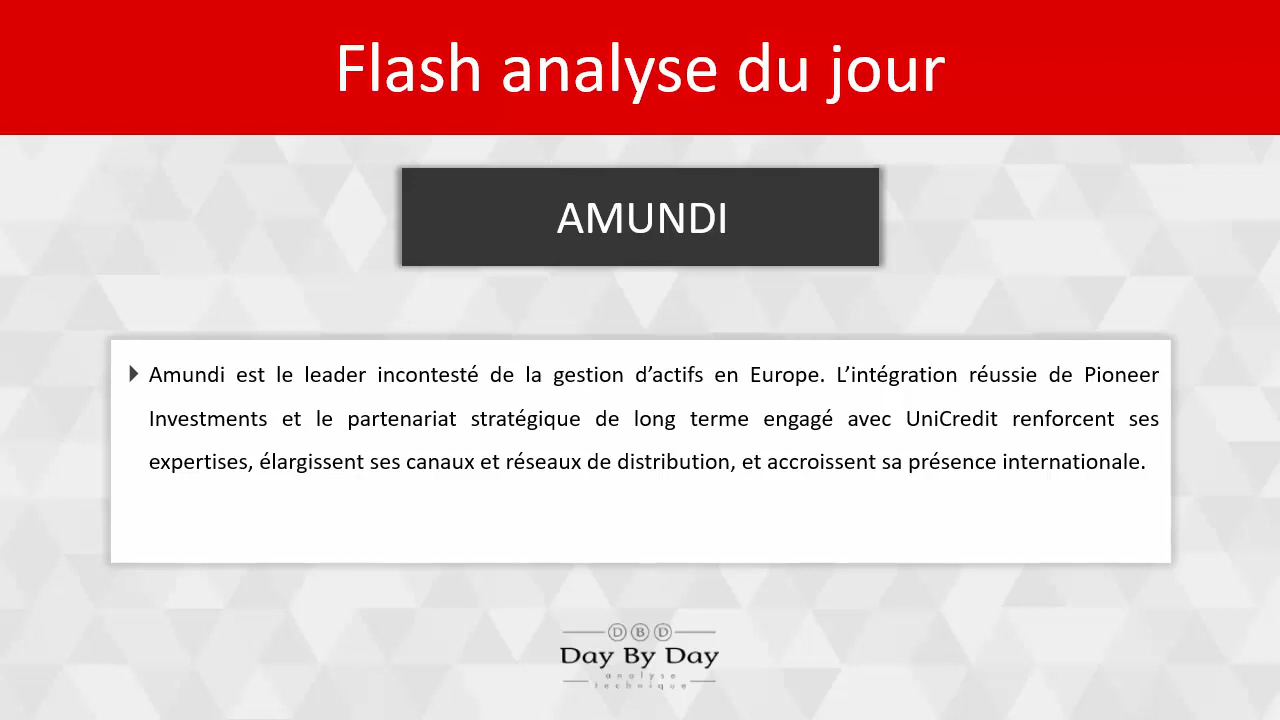 Flash analyse du jour
AMUNDI
Amundi est le leader incontesté de la gestion d’actifs en Europe. L’intégration réussie de Pioneer
Investments et le partenariat stratégique de long terme engagé avec UniCredit renforcent ses
expertises, élargissent ses canaux et réseaux de distribution, et accroissent sa présence internationale.
DBD
Day By Day
analyse
technique